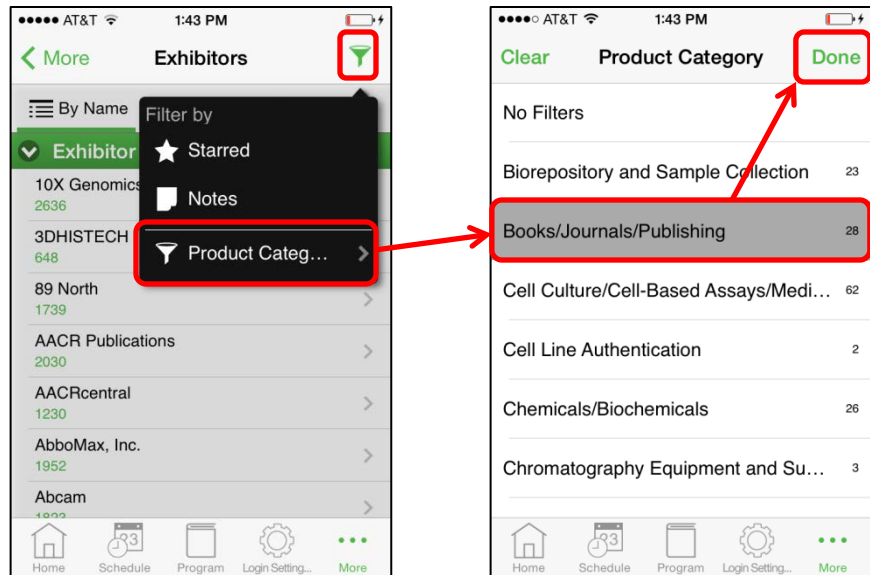 AT&T 1:43 PM
More Exhibitors
By Name
Filter by
Starred
Notes
Product Categ...
Exhibitor
10X Genomics
2636
3DHISTECH
648
89 North
1739
AACR Publications
2030
AACRcentral
1230
AbboMax, Inc.
1952
Abcam
Home Schedule Program Login Setting... More
AT&T 1:43 PM
Clear Product Category Done
No Filters
Biorepository and Sample Collection 23
Books/Journals/Publishing 28
Cell Culture/Cell-Based Assays/Medi... 62
Cell Line Authentication 2
Chemicals/Biochemicals 26
Chromatography Equipment and Su... 3
Home Schedule Program Login Setting... More